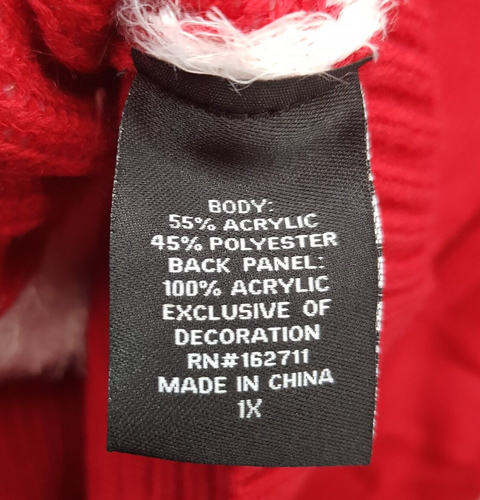 BODY:
55% ACRYLIC
45% POLYESTER
BACK PANEL:
100% ACRYLIC
EXCLUSIVE OF
DECORATION
RN#162711
MADE IN CHINA
1X